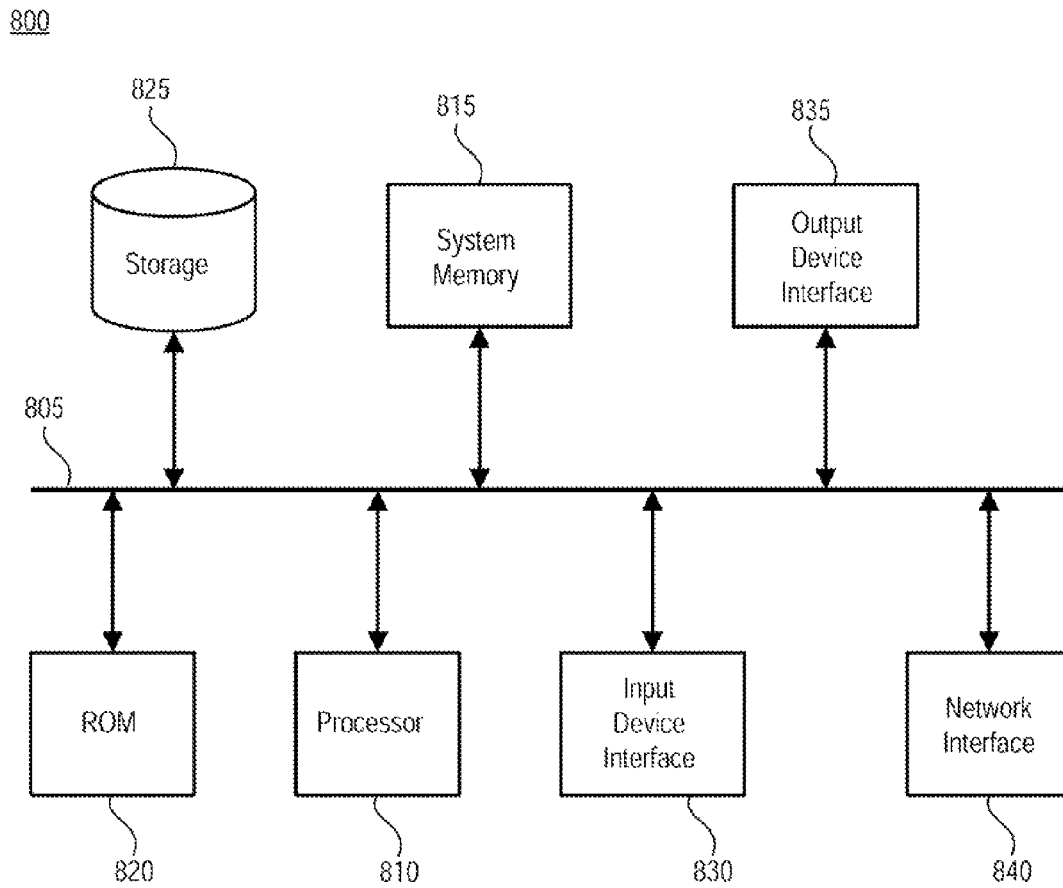 800
825
815
835
Storage
System
Memory
Output
Device
Interface
805
ROM
Processor
Input
Device
Interface
Network
Interface
820
810
830
840